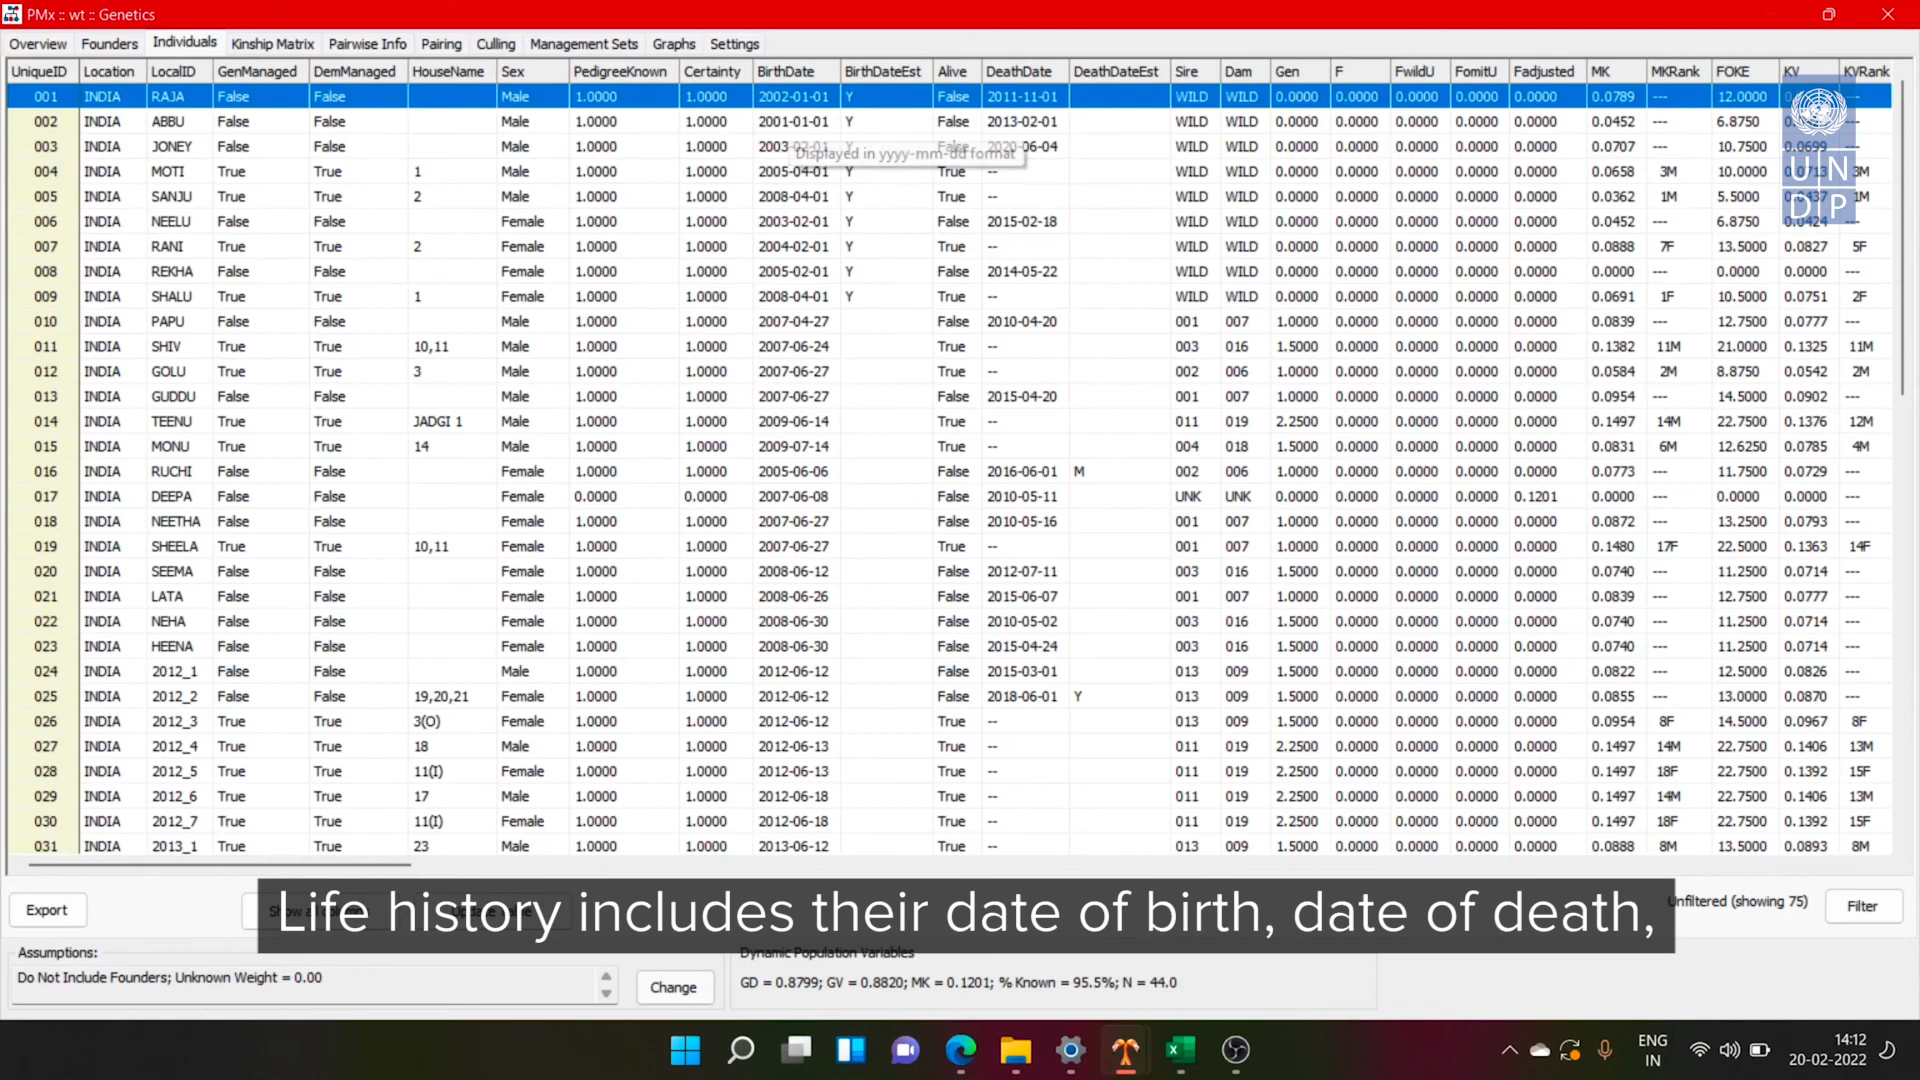 PMx :: wt :: Genetics
Overview Founders Individuals Kinship Matrix Pairwise Info Pairing Culling Management Sets Graphs Settings
UniqueID Location LocalID GenManaged DemManaged HouseName Sex PedigreeKnown Certainty BirthDate BirthDateEst Alive DeathDate DeathDateEst Sire Dam Gen F FwildU FomitU Fadjusted MK MKRank FOKE KV KVRank
001 INDIA RAJA False False Male 1.0000 1.0000 2002-01-01 Y False 2011-11-01 WILD WILD 0.0000 0.0000 0.0000 0.0000 0.0000 0.0789 --- 12.0000
002 INDIA ABBU False False Male 1.0000 1.0000 2001-01-01 Y False 2013-02-01 WILD WILD 0.0000 0.0000 0.0000 0.0000 0.0000 0.0452 --- 6.8750
003 INDIA JONEY False False Male 1.0000 1.0000 2003-02-01 Y False 2020-06-04 WILD WILD 0.0000 0.0000 0.0000 0.0000 0.0000 0.0707 --- 10.7500 0.0699
Displayed in yyyy-mm-dd format
004 INDIA MOTI False False 1 Male 1.0000 1.0000 2005-04-01 Y True -- WILD WILD 0.0000 0.0000 0.0000 0.0000 0.0000 0.0658 3M 10.0000 0.0713 3M
005 INDIA SANJU False False 2 Male 1.0000 1.0000 2008-04-01 Y True -- WILD WILD 0.0000 0.0000 0.0000 0.0000 0.0000 0.0362 1M 5.5000 0.0437 1M
006 INDIA NEELU False False Female 1.0000 1.0000 2003-02-01 Y False 2015-02-18 WILD WILD 0.0000 0.0000 0.0000 0.0000 0.0000 0.0452 --- 6.8750 0.0424 ---
007 INDIA RANI True True 2 Female 1.0000 1.0000 2004-02-01 Y True -- WILD WILD 0.0000 0.0000 0.0000 0.0000 0.0000 0.0888 7F 13.5000 0.0827 5F
008 INDIA REKHA False False Female 1.0000 1.0000 2005-02-01 Y False 2014-05-22 WILD WILD 0.0000 0.0000 0.0000 0.0000 0.0000 0.0000 --- 0.0000 0.0000 ---
009 INDIA SHALU True True 1 Female 1.0000 1.0000 2008-04-01 Y True -- WILD WILD 0.0000 0.0000 0.0000 0.0000 0.0000 0.0691 1F 10.5000 0.0751 2F
010 INDIA PAPU False False Male 1.0000 1.0000 2007-04-27 False 2010-04-20 001 007 1.0000 0.0000 0.0000 0.0000 0.0000 0.0839 --- 12.7500 0.0777 ---
011 INDIA SHIV True True 10,11 Male 1.0000 1.0000 2007-06-24 True -- 003 016 1.5000 0.0000 0.0000 0.0000 0.0000 0.1382 11M 21.0000 0.1325 11M
012 INDIA GOLU True True 3 Male 1.0000 1.0000 2007-06-27 True -- 002 006 1.0000 0.0000 0.0000 0.0000 0.0000 0.0584 2M 8.8750 0.0542 2M
013 INDIA GUDDU False False Male 1.0000 1.0000 2007-06-27 False 2015-04-20 001 007 1.0000 0.0000 0.0000 0.0000 0.0000 0.0954 --- 14.5000 0.0902 ---
014 INDIA TEENU True True JADGI 1 Male 1.0000 1.0000 2009-06-14 True -- 011 019 2.2500 0.0000 0.0000 0.0000 0.0000 0.1497 14M 22.7500 0.1376 12M
015 INDIA MONU True True 14 Male 1.0000 1.0000 2009-07-14 True -- 004 018 1.5000 0.0000 0.0000 0.0000 0.0000 0.0831 6M 12.6250 0.0785 4M
016 INDIA RUCHI False False Female 1.0000 1.0000 2005-06-06 False 2016-06-01 M 002 006 1.0000 0.0000 0.0000 0.0000 0.0000 0.0773 --- 11.7500 0.0729 ---
017 INDIA DEEPA False False Female 0.0000 0.0000 2007-06-08 False 2010-05-11 UNK UNK 0.0000 0.0000 0.0000 0.0000 0.1201 0.0000 --- 0.0000 0.0000 ---
018 INDIA NEETHA False False Female 1.0000 1.0000 2007-06-27 False 2010-05-16 001 007 1.0000 0.0000 0.0000 0.0000 0.0000 0.0872 --- 13.2500 0.0793 ---
019 INDIA SHEELA True True 10,11 Female 1.0000 1.0000 2007-06-27 True -- 001 007 1.0000 0.0000 0.0000 0.0000 0.0000 0.1480 17F 22.5000 0.1363 14F
020 INDIA SEEMA False False Female 1.0000 1.0000 2008-06-12 False 2012-07-11 003 016 1.5000 0.0000 0.0000 0.0000 0.0000 0.0740 --- 11.2500 0.0714 ---
021 INDIA LATA False False Female 1.0000 1.0000 2008-06-26 False 2015-06-07 001 007 1.0000 0.0000 0.0000 0.0000 0.0000 0.0839 --- 12.7500 0.0777 ---
022 INDIA NEHA False False Female 1.0000 1.0000 2008-06-30 False 2010-05-02 003 016 1.5000 0.0000 0.0000 0.0000 0.0000 0.0740 --- 11.2500 0.0714 ---
023 INDIA HEENA False False Female 1.0000 1.0000 2008-06-30 False 2015-04-24 003 016 1.5000 0.0000 0.0000 0.0000 0.0000 0.0740 --- 11.2500 0.0714 ---
024 INDIA 2012_1 False False Male 1.0000 1.0000 2012-06-12 False 2015-03-01 013 009 1.5000 0.0000 0.0000 0.0000 0.0000 0.0822 --- 12.5000 0.0826 ---
025 INDIA 2012_2 False False 19,20,21 Female 1.0000 1.0000 2012-06-12 False 2018-06-01 Y 013 009 1.5000 0.0000 0.0000 0.0000 0.0000 0.0855 --- 13.0000 0.0870 ---
026 INDIA 2012_3 True True 3(O) Female 1.0000 1.0000 2012-06-12 True -- 013 009 1.5000 0.0000 0.0000 0.0000 0.0000 0.0954 8F 14.5000 0.0967 8F
027 INDIA 2012_4 True True 18 Male 1.0000 1.0000 2012-06-13 True -- 011 019 2.2500 0.0000 0.0000 0.0000 0.0000 0.1497 14M 22.7500 0.1406 13M
028 INDIA 2012_5 True True 11(I) Female 1.0000 1.0000 2012-06-13 True -- 011 019 2.2500 0.0000 0.0000 0.0000 0.0000 0.1497 18F 22.7500 0.1392 15F
029 INDIA 2012_6 True True 17 Male 1.0000 1.0000 2012-06-18 True -- 011 019 2.2500 0.0000 0.0000 0.0000 0.0000 0.1497 14M 22.7500 0.1406 13M
030 INDIA 2012_7 True True 11(I) Female 1.0000 1.0000 2012-06-18 True -- 011 019 2.2500 0.0000 0.0000 0.0000 0.0000 0.1497 18F 22.7500 0.1392 15F
031 INDIA 2013_1 True True 23 Male 1.0000 1.0000 2013-06-12 True -- 013 009 1.5000 0.0000 0.0000 0.0000 0.0000 0.0888 8M 13.5000 0.0893 8M
UN
DP
Export
Life history includes their date of birth, date of death,
Unfiltered (showing 75) Filter
Assumptions:
Do Not Include Founders; Unknown Weight = 0.00
Change
Dynamic Population Variables
GD = 0.8799; GV = 0.8820; MK = 0.1201; % Known = 95.5%; N = 44.0
ENG
IN
14:12
20-02-2022